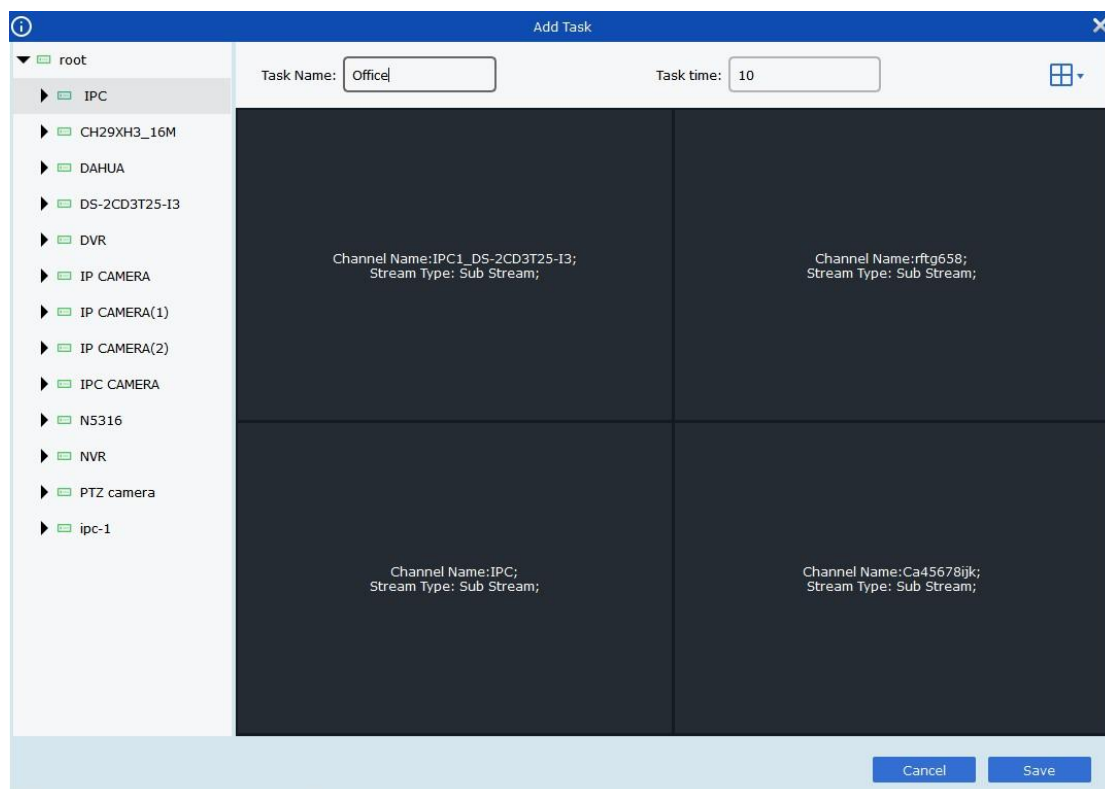 Add Task
root
IPC
CH29XH3_16M
DAHUA
DS-2CD3T25-I3
DVR
IP CAMERA
IP CAMERA(1)
IP CAMERA(2)
IPC CAMERA
N5316
NVR
PTZ camera
ipc-1
Task Name: Office
Task time: 10
Channel Name:IPC1_DS-2CD3T25-I3;
Stream Type: Sub Stream;
Channel Name:rftg658;
Stream Type: Sub Stream;
Channel Name:IPC;
Stream Type: Sub Stream;
Channel Name:Ca45678ijk;
Stream Type: Sub Stream;
Cancel
Save